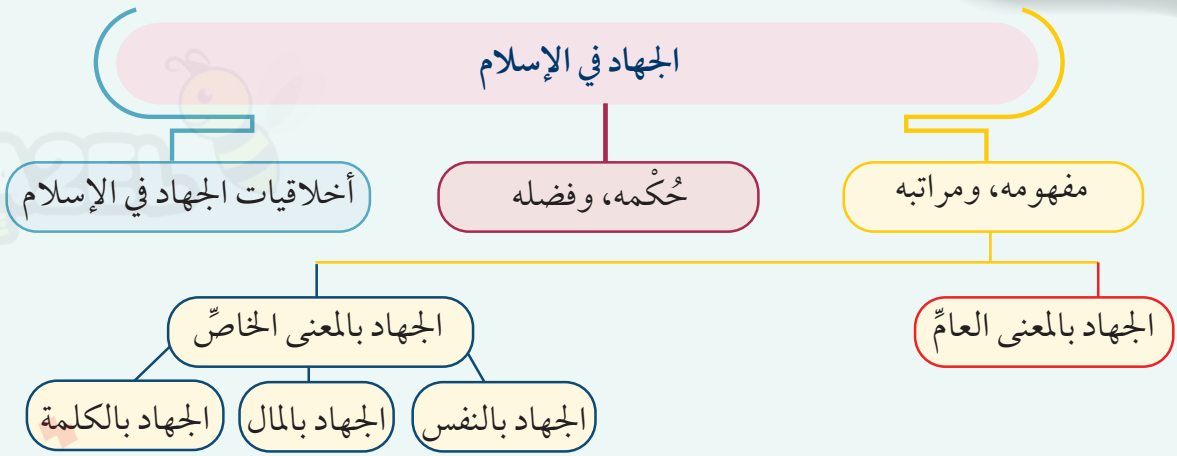 الجهاد في الإسلام
مفهومه، ومراتبه
حُكْمه، وفضله
أخلاقيات الجهاد في الإسلام
الجهاد بالمعنى العامِّ
الجهاد بالمعنى الخاصِّ
الجهاد بالنفس
الجهاد بالمال
الجهاد بالكلمة